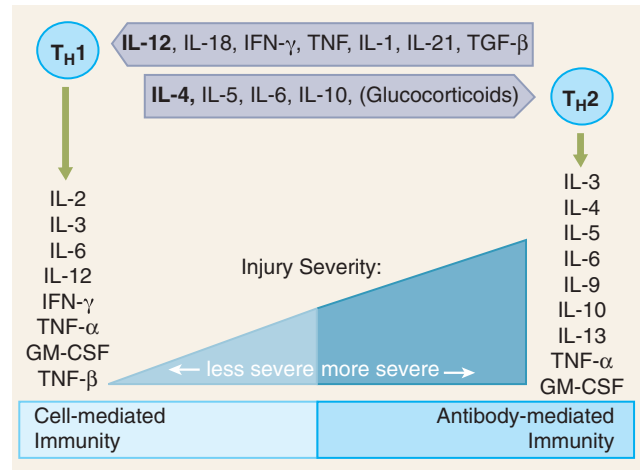 T_H1
IL-12, IL-18, IFN-γ, TNF, IL-1, IL-21, TGF-β
IL-4, IL-5, IL-6, IL-10, (Glucocorticoids)
T_H2
IL-2
IL-3
IL-6
IL-12
IFN-γ
TNF-α
GM-CSF
TNF-β
Injury Severity:
← less severe more severe →
IL-3
IL-4
IL-5
IL-6
IL-9
IL-10
IL-13
TNF-α
GM-CSF
Cell-mediated
Immunity
Antibody-mediated
Immunity